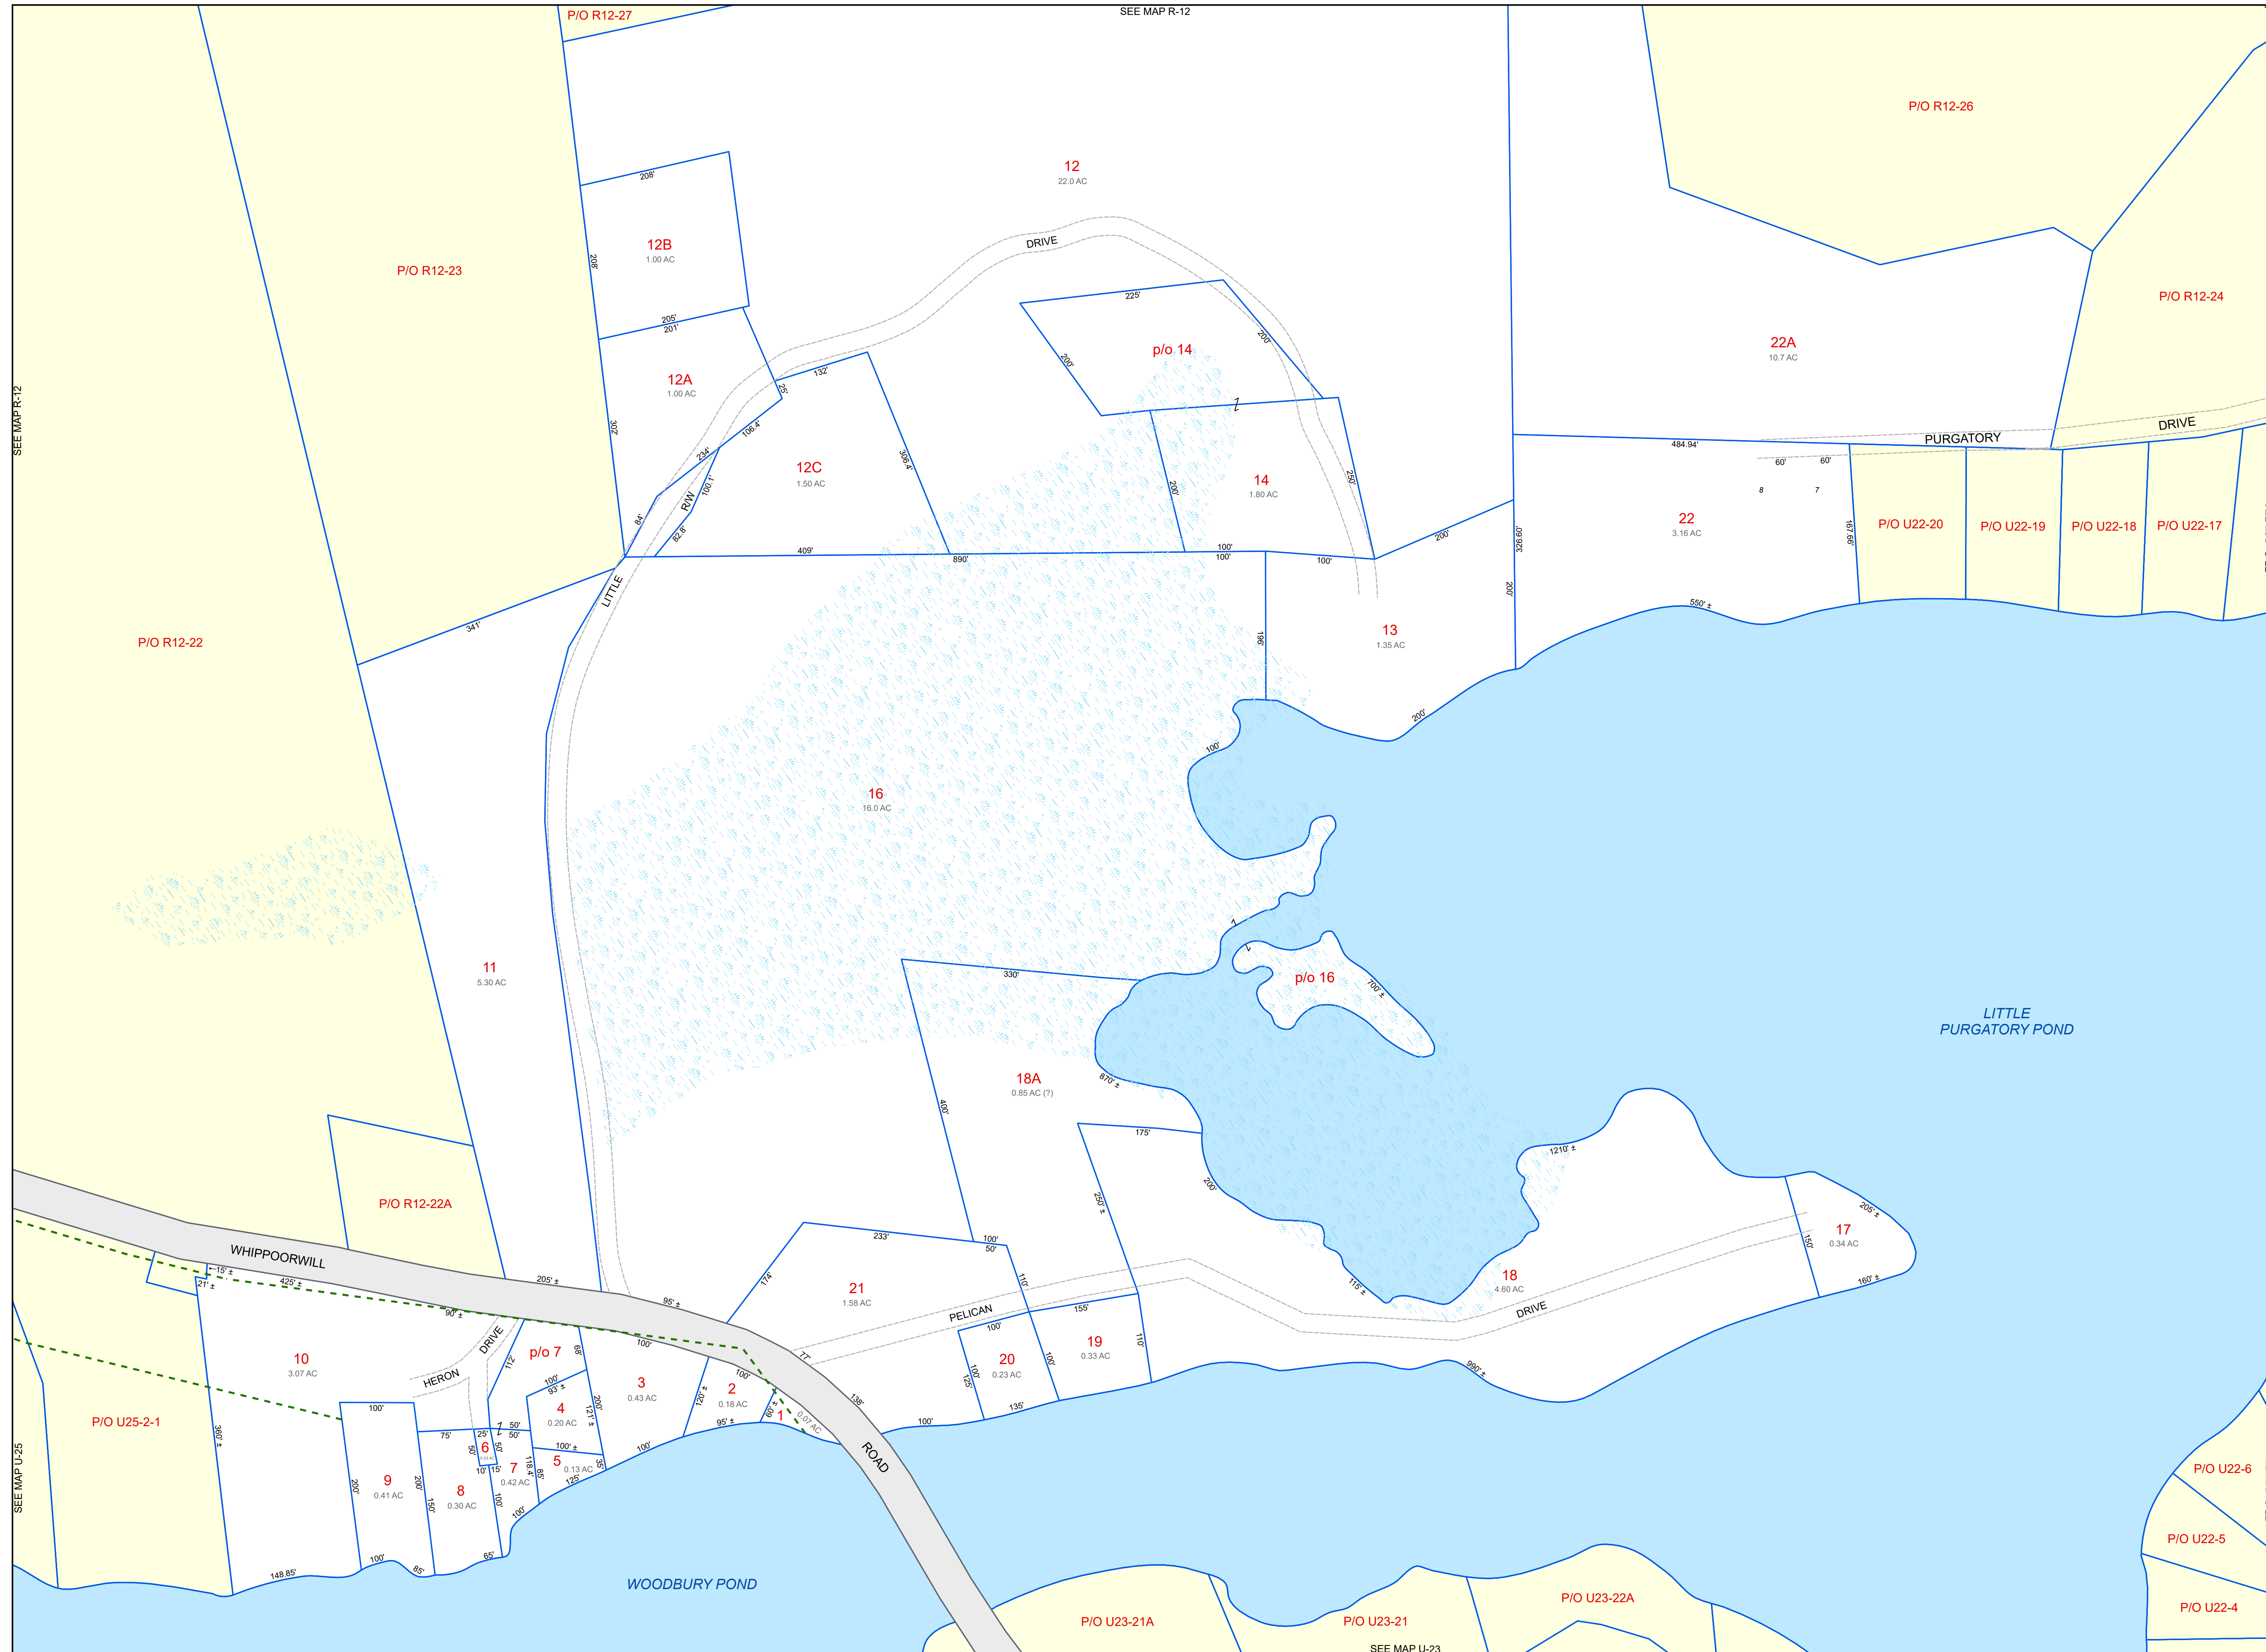 SEE MAP R-12
P/O R12-27
P/O R12-26
12
22.0 AC
208'
12B
1.00 AC
208'
DRIVE
P/O R12-23
P/O R12-24
225'
205'
201'
200'
p/o 14
200'
22A
10.7 AC
12A
1.00 AC
132'
25'
SEE MAP R-12
302'
106.4'
234'
306.4'
PURGATORY
DRIVE
484.94'
60'
60'
12C
1.50 AC
100.1'
R/W
200'
14
1.80 AC
250'
8
7
84'
82.8'
22
3.16 AC
167.66'
P/O U22-20
P/O U22-19
P/O U22-18
P/O U22-17
409'
890'
100'
100'
100'
200'
326.60'
200'
LITTLE
341'
550' ±
P/O R12-22
196'
13
1.35 AC
200'
100'
16
16.0 AC
11
5.30 AC
330'
p/o 16
700' ±
LITTLE
PURGATORY POND
18A
0.85 AC (?)
870' ±
400'
175'
1210' ±
P/O R12-22A
250' ±
200'
205' ±
17
0.34 AC
150'
160' ±
WHIPPOORWILL
233'
100'
50'
15' ±
21' ±
425' ±
205' ±
174'
110'
18
4.60 AC
115' ±
21
1.58 AC
95' ±
90' ±
PELICAN
155'
DRIVE
DRIVE
HERON
p/o 7
112'
68'
100'
77'
100'
20
0.23 AC
100'
125'
100'
19
0.33 AC
110'
990' ±
10
3.07 AC
100'
93' ±
3
0.43 AC
200'
121' ±
2
0.18 AC
100'
120' ±
95' ±
60' ±
1
0.07 AC
138'
100'
135'
4
0.20 AC
P/O U25-2-1
360' ±
100'
75'
25'
50'
50'
50'
50'
6
10'
15'
7
0.42 AC
118.4'
100' ±
5
0.13 AC
85'
35'
125'
100'
ROAD
SEE MAP U-25
9
0.41 AC
200'
200'
150'
8
0.30 AC
100'
100'
65'
148.85'
100'
85'
WOODBURY POND
P/O U22-6
P/O U22-5
P/O U22-4
P/O U23-21A
P/O U23-21
P/O U23-22A
SEE MAP U-23